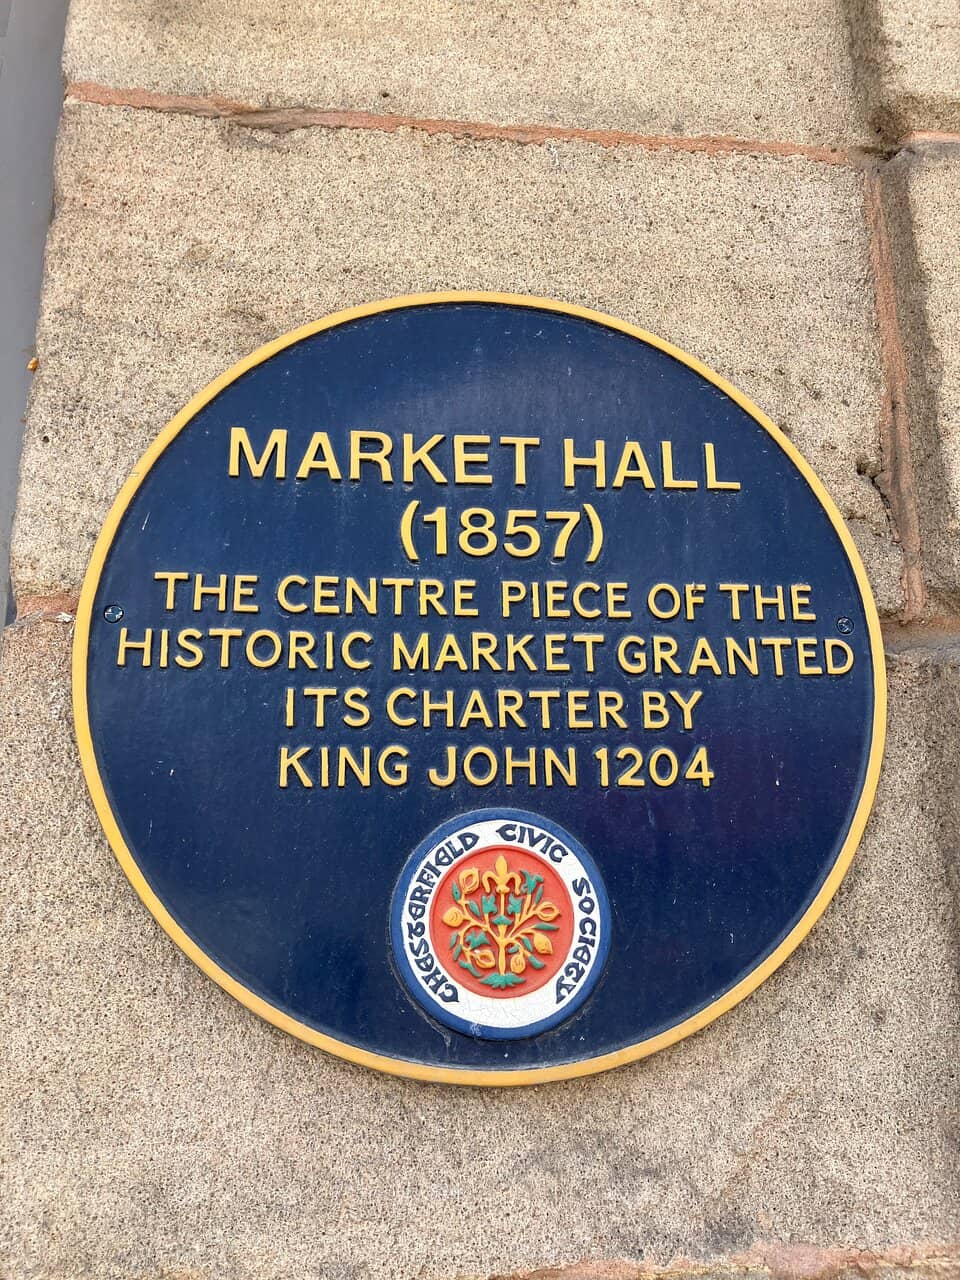 MARKET HALL
(1857)
THE CENTRE PIECE OF THE
HISTORIC MARKET GRANTED
ITS CHARTER BY
KING JOHN 1204
CHESTERFIELD CIVIC SOCIETY